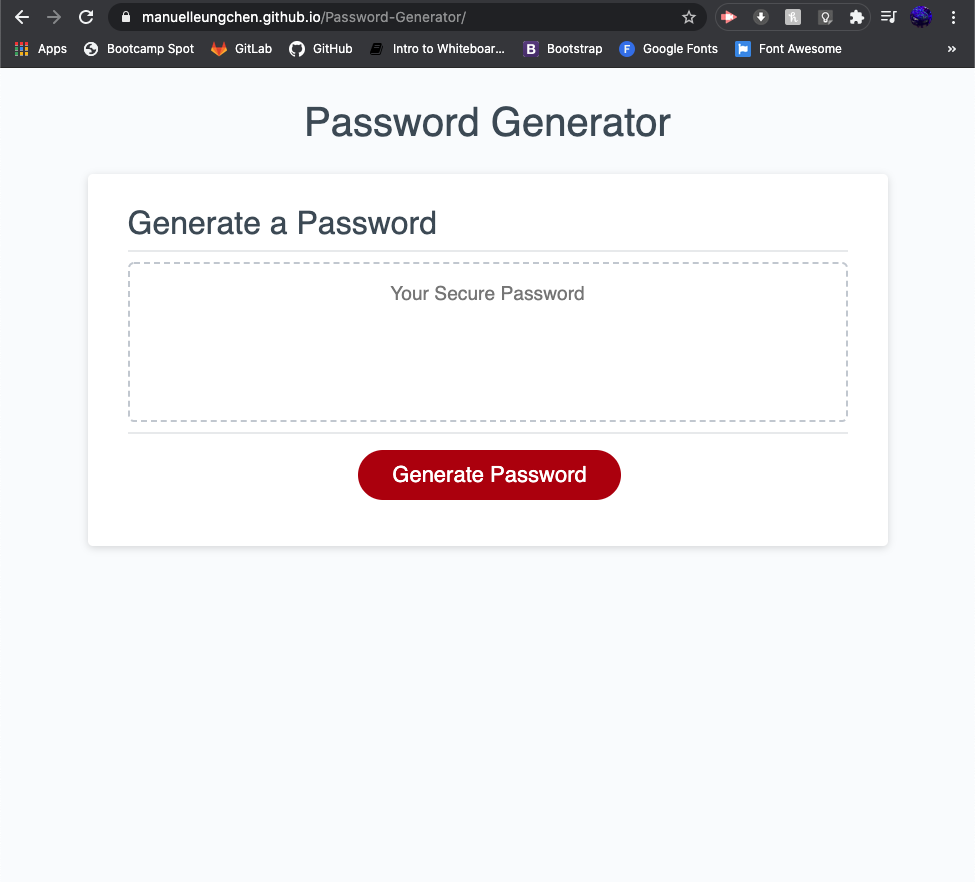 manuelleungchen.github.io/Password-Generator/
Apps Bootcamp Spot GitLab GitHub Intro to Whiteboar... B Bootstrap F Google Fonts Font Awesome »
Password Generator
Generate a Password
Your Secure Password
Generate Password